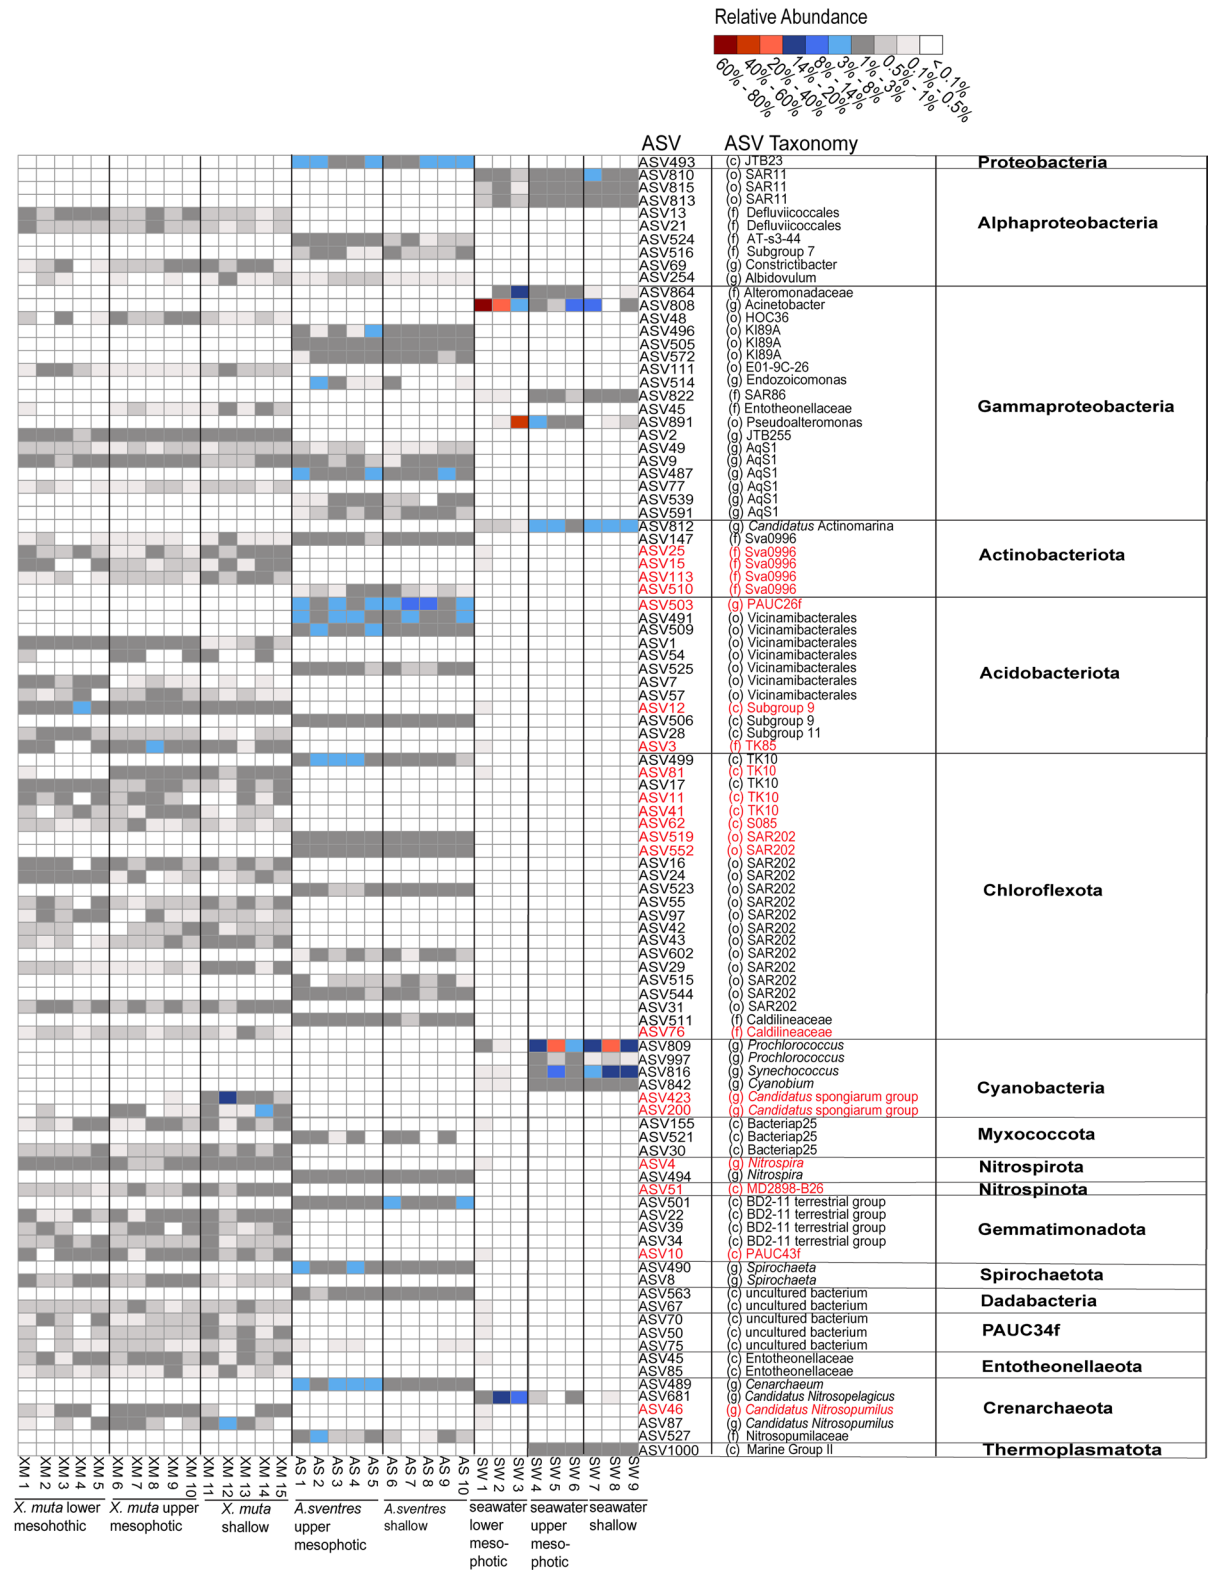 Relative Abundance
60% - 80%
40% - 60%
20% - 40%
14% - 20%
8% - 14%
3% - 8%
1% - 3%
0.5% - 1%
0.1% - 0.5%
< 0.1%
ASV ASV Taxonomy
ASV493 (c) JTB23 Proteobacteria
ASV810 (o) SAR11
ASV815 (o) SAR11
ASV813 (o) SAR11
ASV13 (f) Defluviicoccales
Alphaproteobacteria
ASV21 (f) Defluviicoccales
ASV524 (f) AT-s3-44
ASV516 (f) Subgroup 7
ASV69 (g) Constrictibacter
ASV254 (g) Albidovulum
ASV864 (f) Alteromonadaceae
ASV808 (g) Acinetobacter
ASV48 (o) HOC36
ASV496 (o) KI89A
ASV505 (o) KI89A
ASV572 (o) KI89A
ASV111 (o) E01-9C-26
ASV514 (g) Endozoicomonas
ASV822 (f) SAR86
ASV45 (f) Entotheonellaceae
Gammaproteobacteria
ASV891 (o) Pseudoalteromonas
ASV2 (g) JTB255
ASV49 (g) AqS1
ASV9 (g) AqS1
ASV487 (g) AqS1
ASV77 (g) AqS1
ASV539 (g) AqS1
ASV591 (g) AqS1
ASV812 (g) Candidatus Actinomarina
ASV147 (f) Sva0996
ASV25 (f) Sva0996
Actinobacteriota
ASV15 (f) Sva0996
ASV113 (f) Sva0996
ASV510 (f) Sva0996
ASV503 (g) PAUC26f
ASV491 (o) Vicinamibacterales
ASV509 (o) Vicinamibacterales
ASV1 (o) Vicinamibacterales
ASV54 (o) Vicinamibacterales
ASV525 (o) Vicinamibacterales
Acidobacteriota
ASV7 (o) Vicinamibacterales
ASV57 (o) Vicinamibacterales
ASV12 (c) Subgroup 9
ASV506 (c) Subgroup 9
ASV28 (c) Subgroup 11
ASV3 (f) TK85
ASV499 (c) TK10
ASV81 (c) TK10
ASV17 (c) TK10
ASV11 (c) TK10
ASV41 (c) TK10
ASV62 (c) S085
ASV519 (o) SAR202
ASV552 (o) SAR202
ASV16 (o) SAR202
ASV24 (o) SAR202
ASV523 (o) SAR202
Chloroflexota
ASV55 (o) SAR202
ASV97 (o) SAR202
ASV42 (o) SAR202
ASV43 (o) SAR202
ASV602 (o) SAR202
ASV29 (o) SAR202
ASV515 (o) SAR202
ASV544 (o) SAR202
ASV31 (o) SAR202
ASV511 (f) Caldilineaceae
ASV76 (f) Caldilineaceae
ASV809 (g) Prochlorococcus
ASV997 (g) Prochlorococcus
ASV816 (g) Synechococcus
ASV842 (g) Cyanobium
Cyanobacteria
ASV423 (g) Candidatus spongiarum group
ASV200 (g) Candidatus spongiarum group
ASV155 (c) Bacteriap25
ASV521 (c) Bacteriap25
Myxococcota
ASV30 (c) Bacteriap25
ASV4 (g) Nitrospira
Nitrospirota
ASV494 (g) Nitrospira
ASV51 (c) MD2898-B26 Nitrospinota
ASV501 (c) BD2-11 terrestrial group
ASV22 (c) BD2-11 terrestrial group
ASV39 (c) BD2-11 terrestrial group
Gemmatimonadota
ASV34 (c) BD2-11 terrestrial group
ASV10 (c) PAUC43f
ASV490 (g) Spirochaeta
Spirochaetota
ASV8 (g) Spirochaeta
ASV563 (c) uncultured bacterium
Dadabacteria
ASV67 (c) uncultured bacterium
ASV70 (c) uncultured bacterium
ASV50 (c) uncultured bacterium
PAUC34f
ASV75 (c) uncultured bacterium
ASV45 (c) Entotheonellaceae
Entotheonellaeota
ASV85 (c) Entotheonellaceae
ASV489 (g) Cenarchaeum
ASV681 (g) Candidatus Nitrosopelagicus
ASV46 (g) Candidatus Nitrosopumilus
Crenarchaeota
ASV87 (g) Candidatus Nitrosopumilus
ASV527 (f) Nitrosopumilaceae
ASV1000 (c) Marine Group II Thermoplasmatota
XM 1 XM 2 XM 3 XM 4 XM 5 XM 6 XM 7 XM 8 XM 9 XM 10 XM 11 XM 12 XM 13 XM 14 XM 15 AS 1 AS 2 AS 3 AS 4 AS 5 AS 6 AS 7 AS 8 AS 9 AS 10 SW 1 SW 2 SW 3 SW 4 SW 5 SW 6 SW 7 SW 8 SW 9
X. muta lower
mesohothic
X. muta upper
mesophotic
X. muta
shallow
A.sventres
upper
mesophotic
A.sventres
shallow
seawater
lower
meso-
photic
seawater
upper
meso-
photic
seawater
shallow